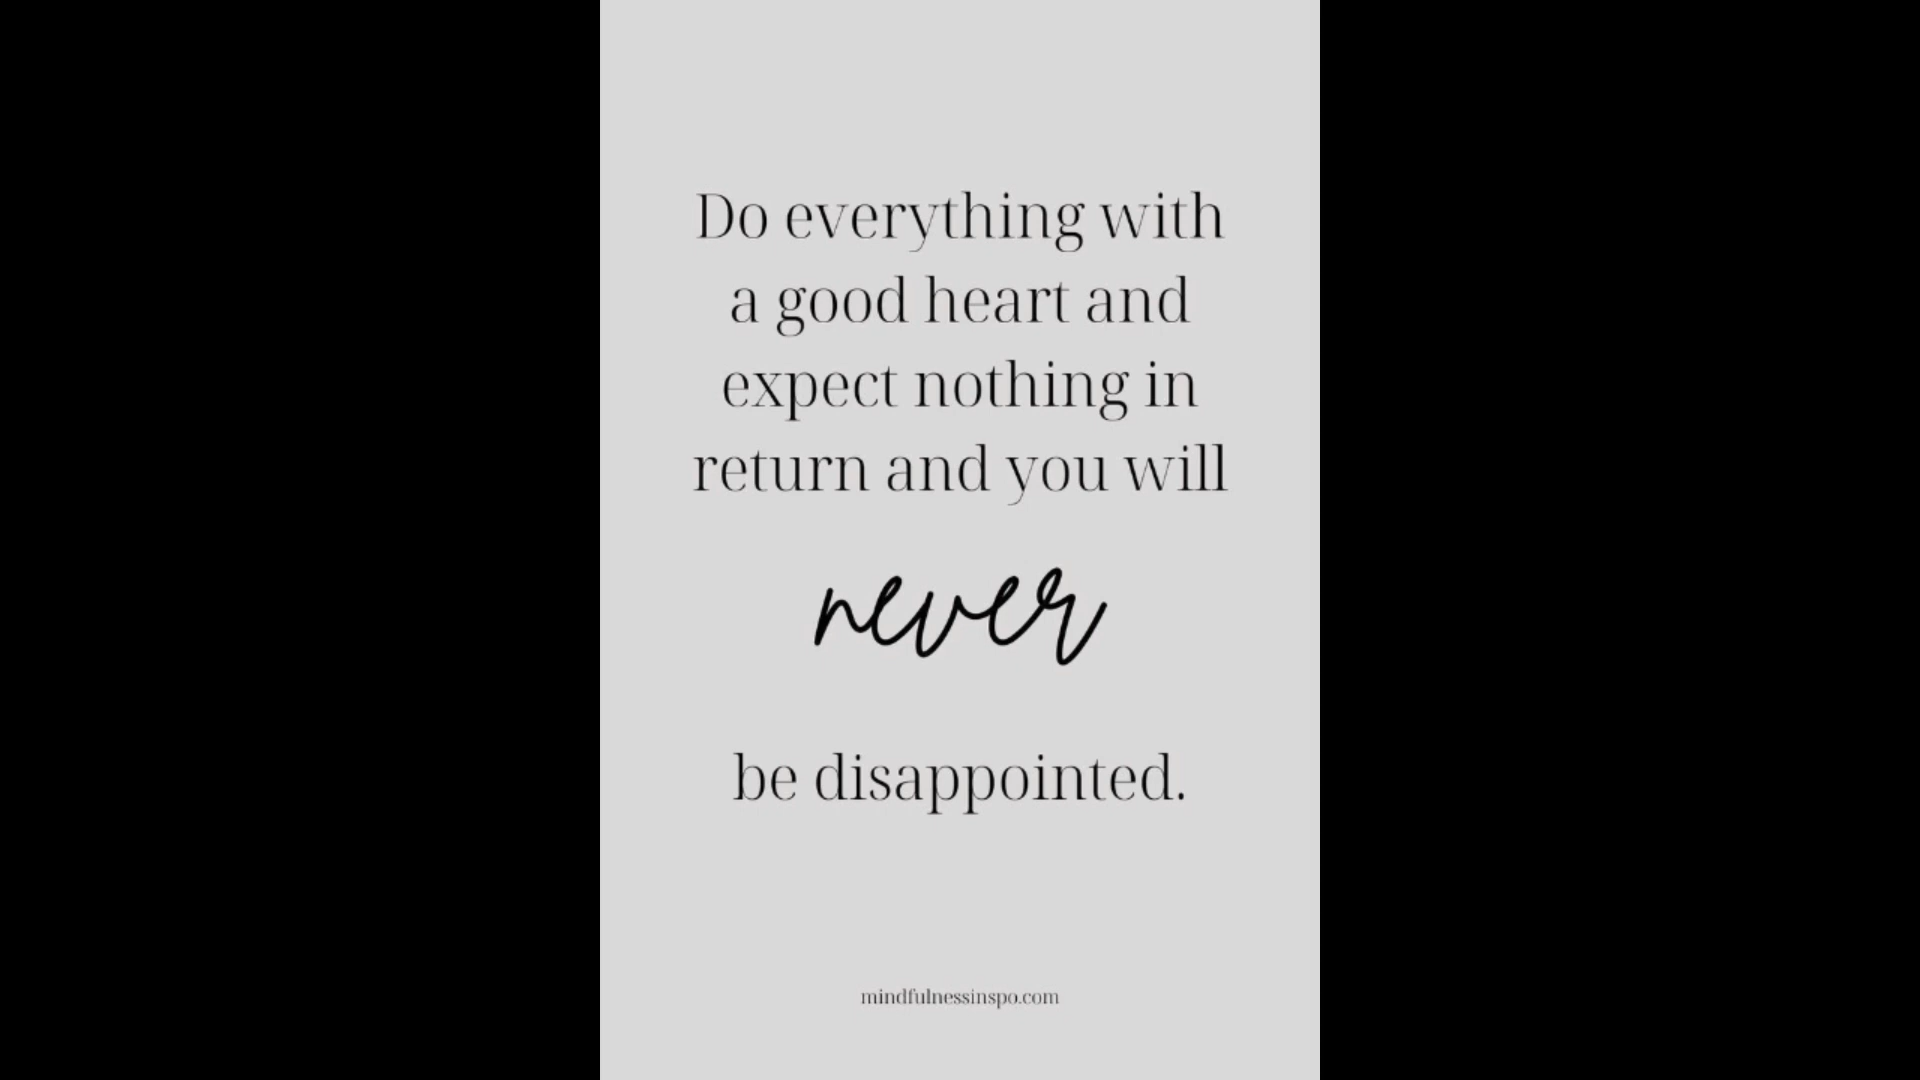 Do everything with
a good heart and
expect nothing in
return and you will
never
be disappointed.
mindfulnessinspo.com